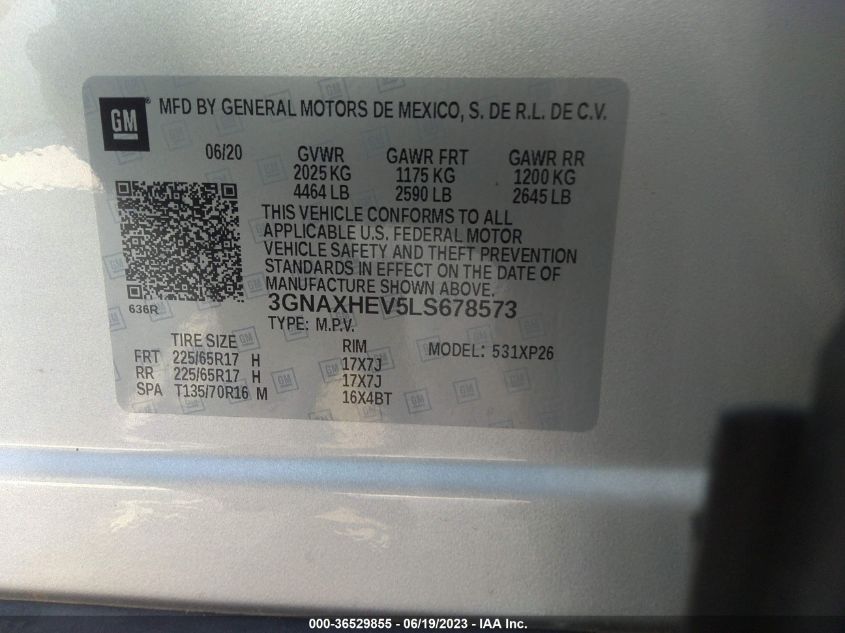 GM
MFD BY GENERAL MOTORS DE MEXICO, S. DE R.L. DE C.V.
06/20 GVWR GAWR FRT GAWR RR
2025 KG 1175 KG 1200 KG
4464 LB 2590 LB 2645 LB
THIS VEHICLE CONFORMS TO ALL
APPLICABLE U.S. FEDERAL MOTOR
VEHICLE SAFETY AND THEFT PREVENTION
STANDARDS IN EFFECT ON THE DATE OF
MANUFACTURE SHOWN ABOVE.
636R
3GNAXHEV5LS678573
TYPE: M.P.V.
TIRE SIZE RIM MODEL: 531XP26
FRT 225/65R17 H 17X7J
RR 225/65R17 H 17X7J
SPA T135/70R16 M 16X4BT
000-36529855 - 06/19/2023 - IAA Inc.